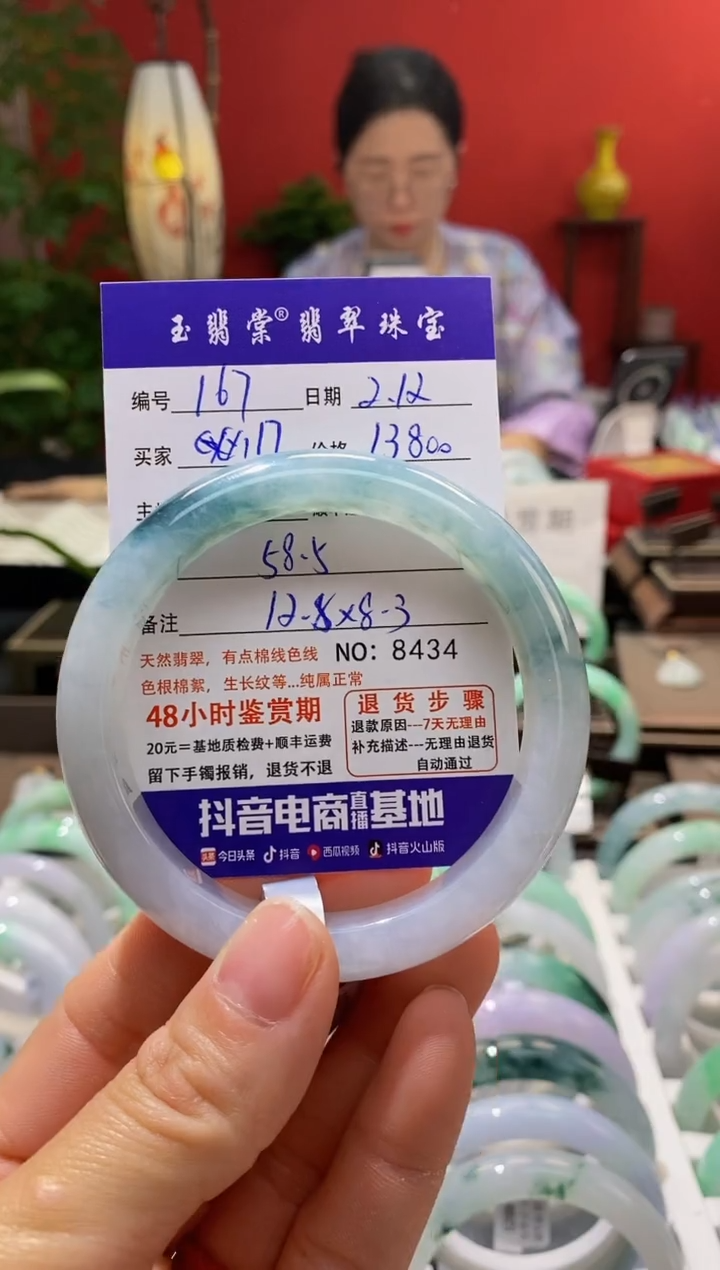 玉翡棠®翡翠珠宝
编号 167 日期 2.12
买家 价格 13800
58.5
备注 12.8×8.3
天然翡翠，有点棉线色线 NO：8434
色根棉絮，生长纹等...纯属正常
48小时鉴赏期
20元=基地质检费+顺丰运费
留下手镯报销，退货不退
退货步骤
退款原因---7天无理由
补充描述---无理由退货
自动通过
抖音电商直播基地
头条 今日头条 抖音 西瓜视频 抖音火山版